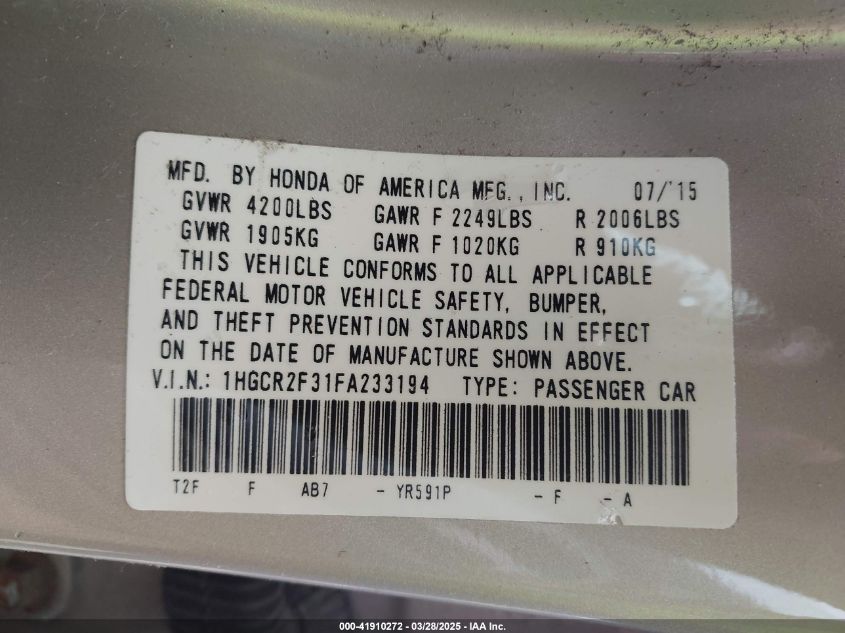 MFD. BY HONDA OF AMERICA MFG., INC. 07/'15
GVWR 4200LBS GAWR F 2249LBS R 2006LBS
GVWR 1905KG GAWR F 1020KG R 910KG
THIS VEHICLE CONFORMS TO ALL APPLICABLE
FEDERAL MOTOR VEHICLE SAFETY, BUMPER,
AND THEFT PREVENTION STANDARDS IN EFFECT
ON THE DATE OF MANUFACTURE SHOWN ABOVE.
V.I.N.: 1HGCR2F31FA233194 TYPE: PASSENGER CAR
T2F F AB7 - YR591P - F - A
000-41910272 - 03/28/2025 - IAA Inc.